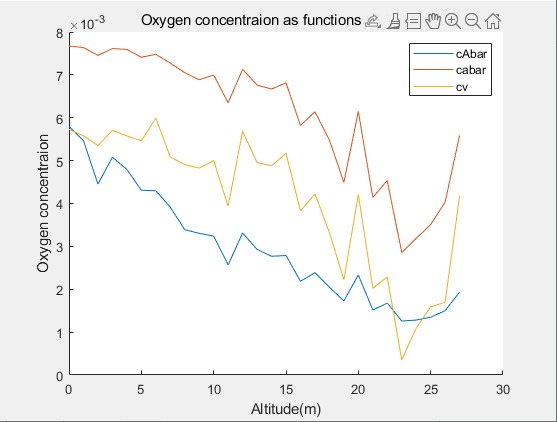 ×10⁻³
Oxygen concentraion as functions
8
7
6
5
4
3
2
1
0
Oxygen concentraion
cAbar
cabar
cv
0 5 10 15 20 25 30
Altitude(m)